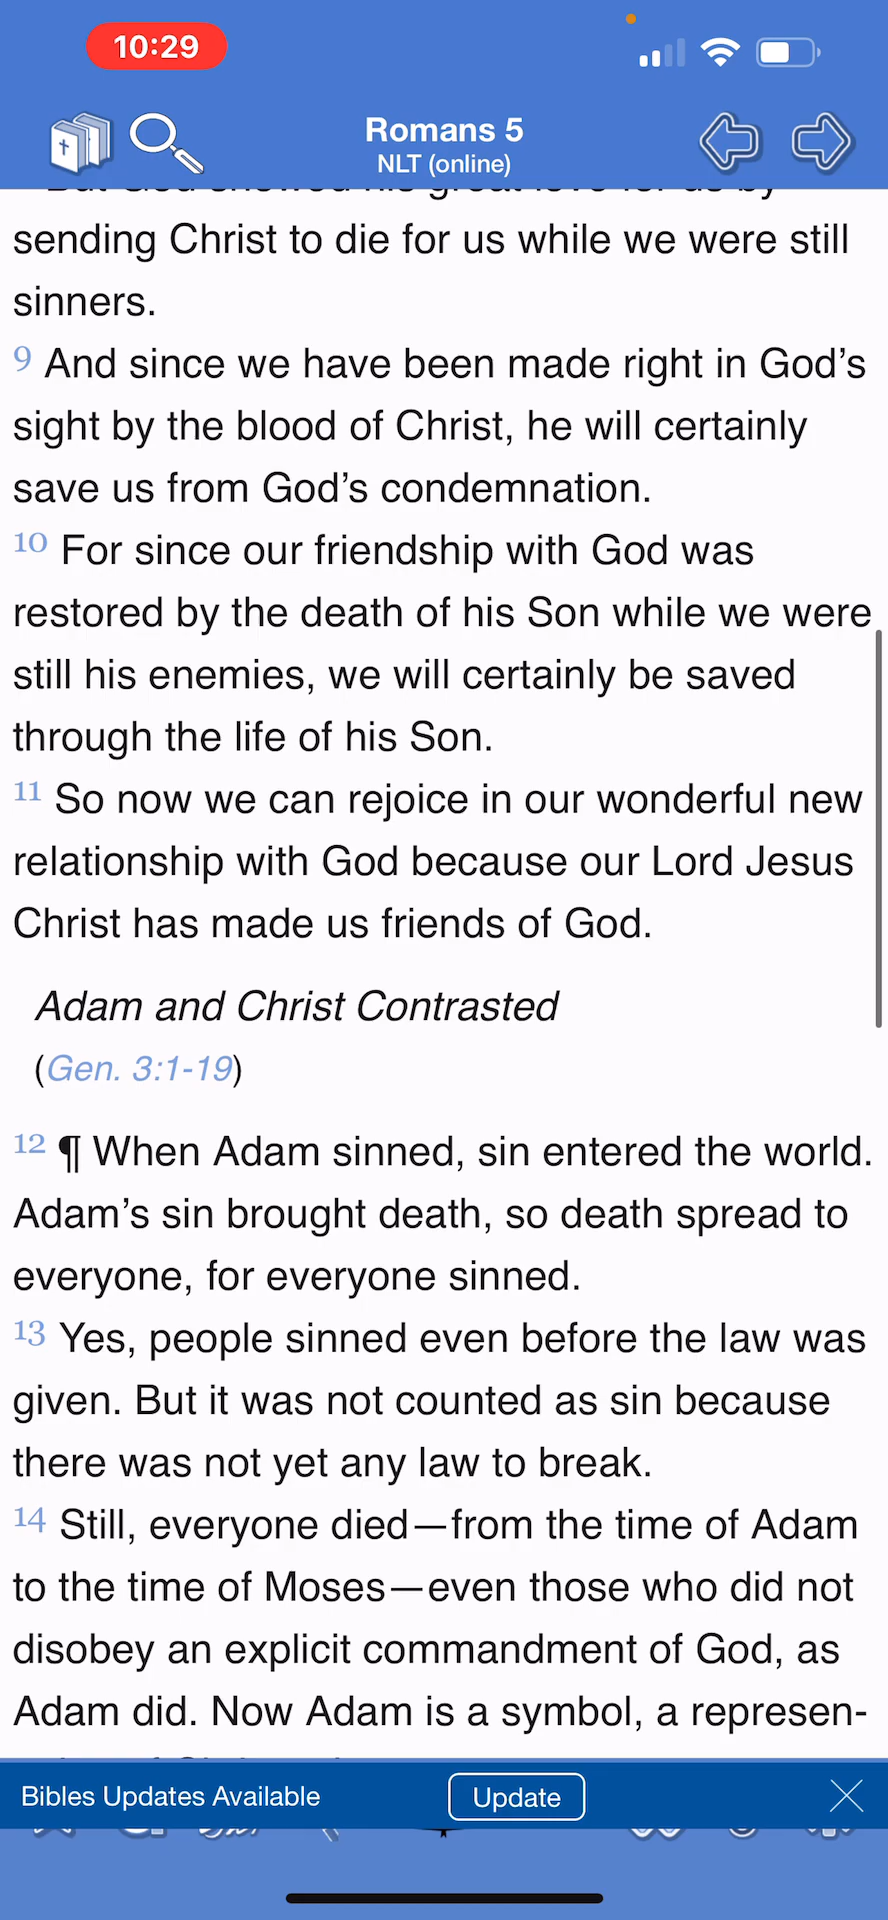 10:29
Romans 5
NLT (online)
But God showed his great love for us by
sending Christ to die for us while we were still
sinners.
9 And since we have been made right in God’s
sight by the blood of Christ, he will certainly
save us from God’s condemnation.
10 For since our friendship with God was
restored by the death of his Son while we were
still his enemies, we will certainly be saved
through the life of his Son.
11 So now we can rejoice in our wonderful new
relationship with God because our Lord Jesus
Christ has made us friends of God.
Adam and Christ Contrasted
(Gen. 3:1-19)
12 ¶ When Adam sinned, sin entered the world.
Adam’s sin brought death, so death spread to
everyone, for everyone sinned.
13 Yes, people sinned even before the law was
given. But it was not counted as sin because
there was not yet any law to break.
14 Still, everyone died—from the time of Adam
to the time of Moses—even those who did not
disobey an explicit commandment of God, as
Adam did. Now Adam is a symbol, a represen-
Bibles Updates Available
Update